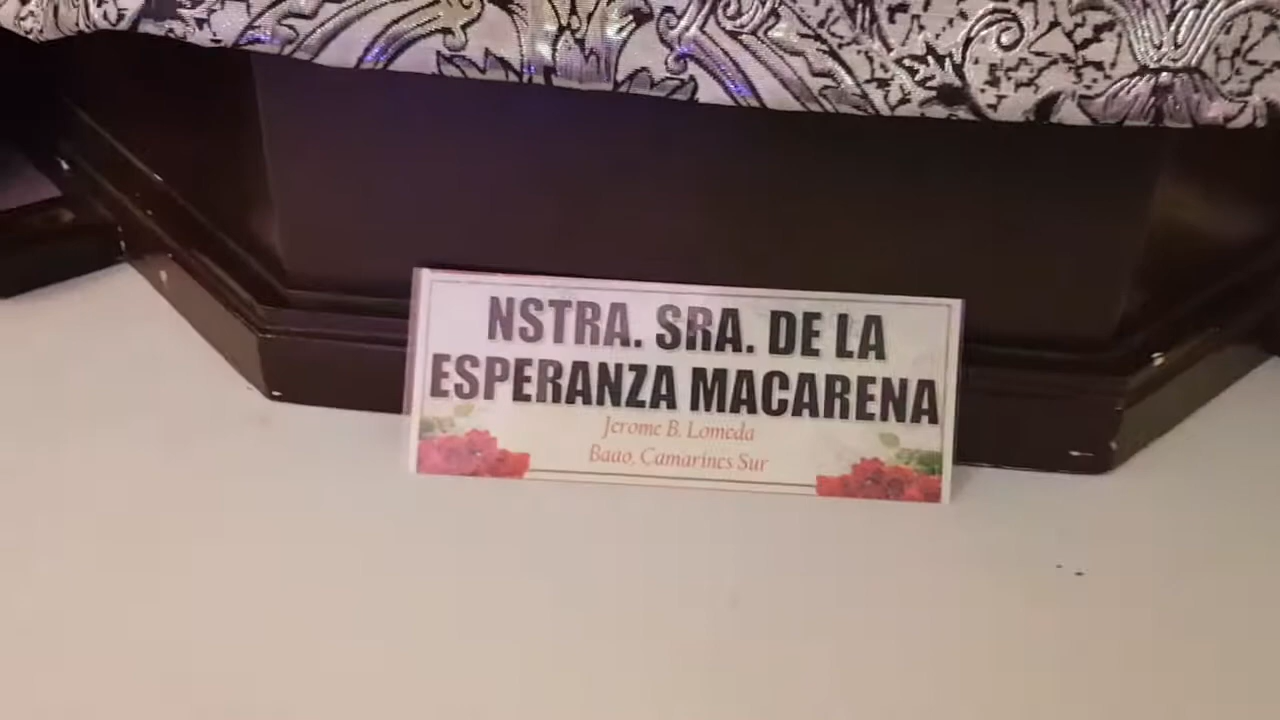 NSTRA. SRA. DE LA
ESPERANZA MACARENA
Jerome B. Lomeda
Baao, Camarines Sur